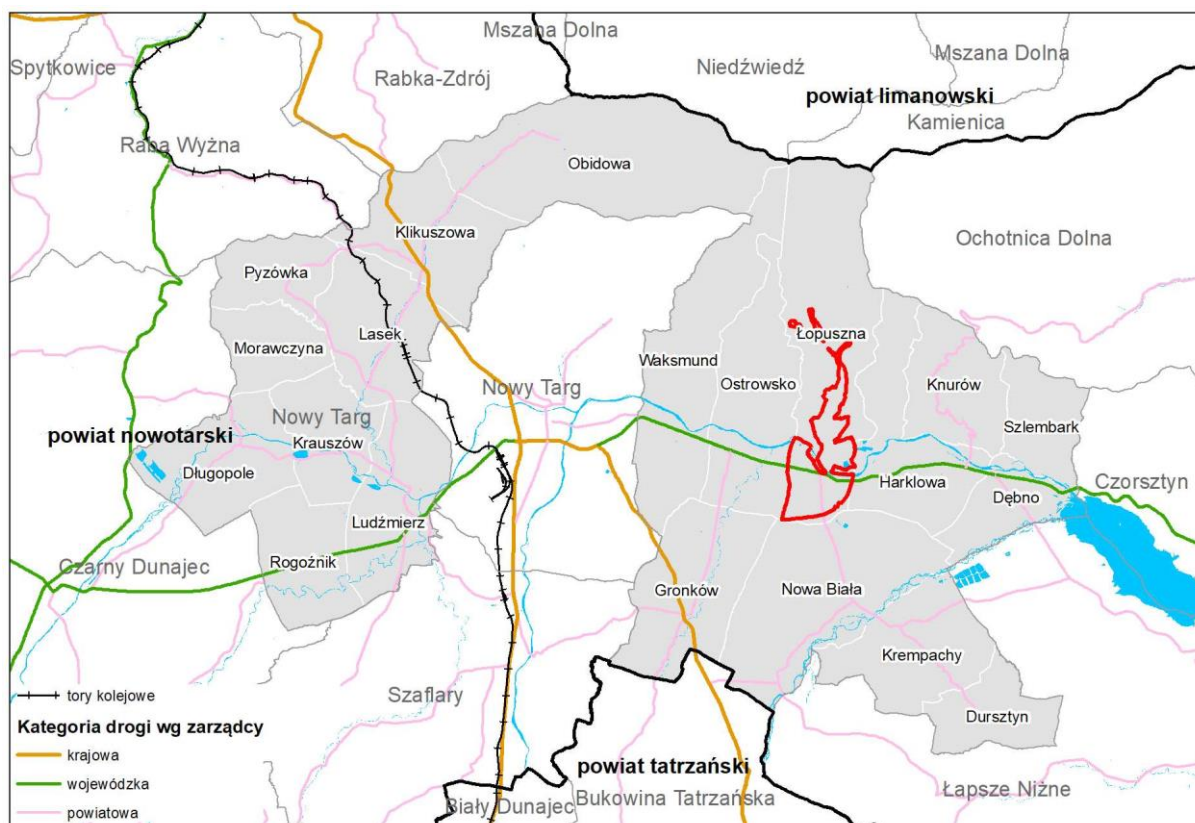 Mszana Dolna
Mszana Dolna
Spytkowice
Rabka-Zdrój
Niedźwiedź
powiat limanowski
Kamienica
Raba Wyżna
Obidowa
Klikuszowa
Ochotnica Dolna
Pyzówka
Lasek
Łopuszna
Morawczyna
Waksmund
Ostrowsko
Knurów
Nowy Targ
Nowy Targ
powiat nowotarski
Krauszów
Szlembark
Długopole
Harklowa
Czorsztyn
Dębno
Ludźmierz
Czarny Dunajec
Rogoźnik
Gronków
Nowa Biała
Krempachy
Szaflary
tory kolejowe
Dursztyn
Kategoria drogi wg zarządcy
krajowa
powiat tatrzański
wojewódzka
Łapsze Niżne
Biały Dunajec
Bukowina Tatrzańska
powiatowa